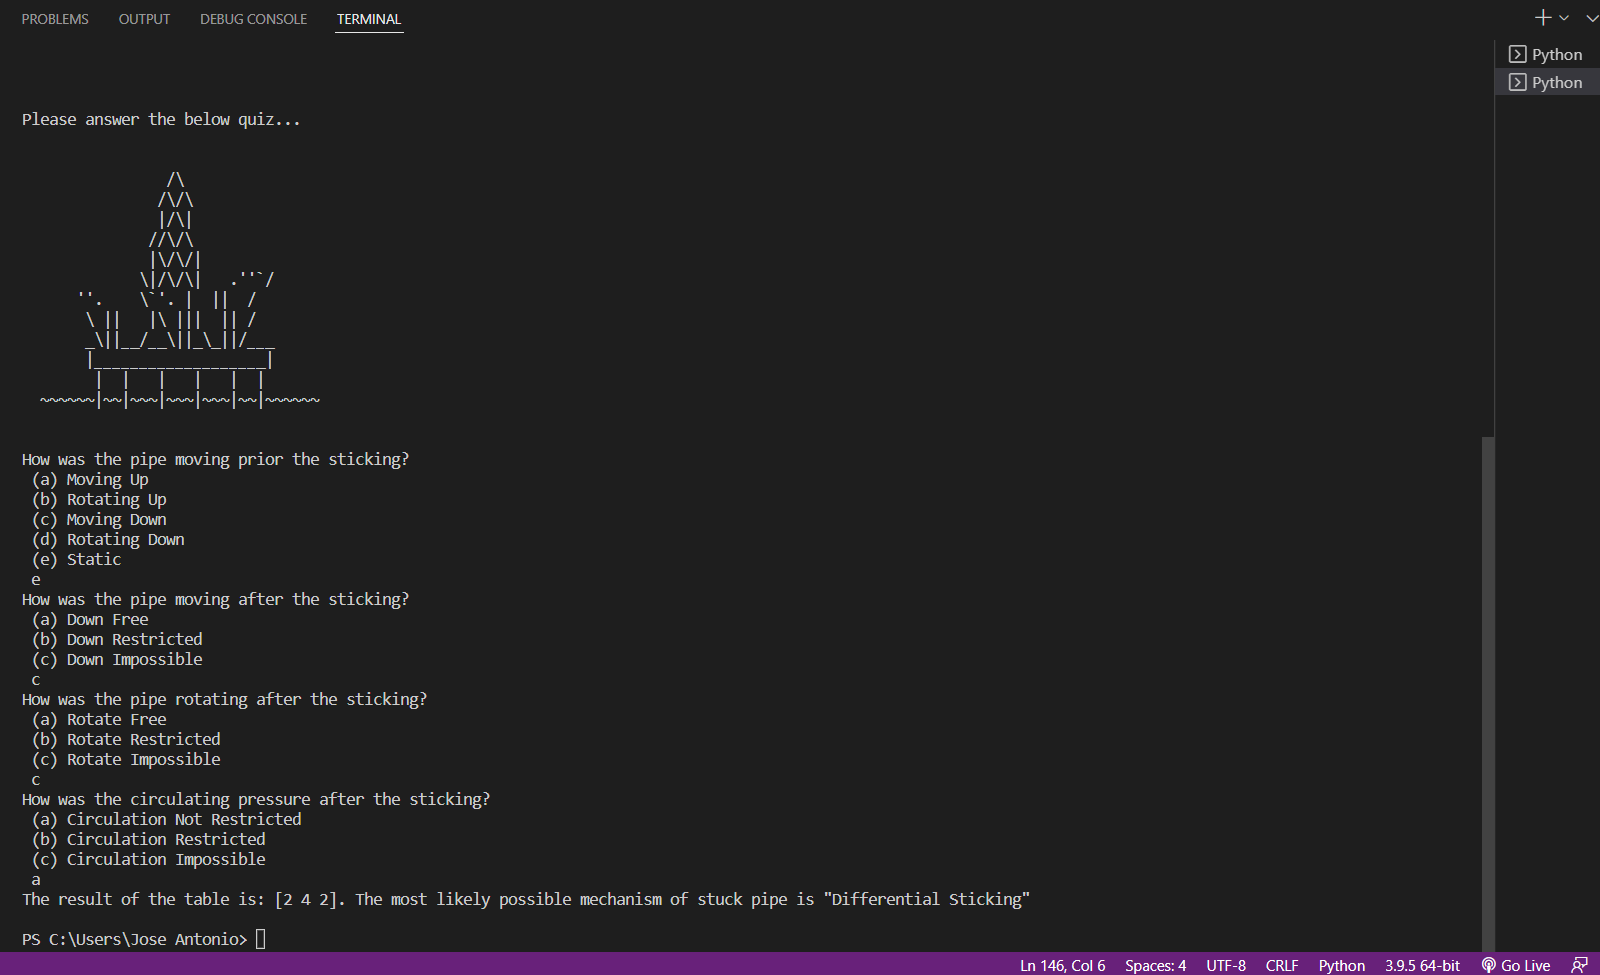 PROBLEMS OUTPUT DEBUG CONSOLE TERMINAL
Python
Python
Please answer the below quiz...
               /\
              /\/\
              |/\|
             //\/\
             |\/\/|
            \|/\/\|   .''`/
     ''.    \`'. |  ||  /
      \ ||   |\ |||  || /
      _\||__/__\||_\_||/___
      |___________________|
       |  |   |   |   |  |
 ~~~~~~|~~|~~~|~~~|~~~|~~|~~~~~~
How was the pipe moving prior the sticking?
(a) Moving Up
(b) Rotating Up
(c) Moving Down
(d) Rotating Down
(e) Static
e
How was the pipe moving after the sticking?
(a) Down Free
(b) Down Restricted
(c) Down Impossible
c
How was the pipe rotating after the sticking?
(a) Rotate Free
(b) Rotate Restricted
(c) Rotate Impossible
c
How was the circulating pressure after the sticking?
(a) Circulation Not Restricted
(b) Circulation Restricted
(c) Circulation Impossible
a
The result of the table is: [2 4 2]. The most likely possible mechanism of stuck pipe is "Differential Sticking"
PS C:\Users\Jose Antonio>
Ln 146, Col 6 Spaces: 4 UTF-8 CRLF Python 3.9.5 64-bit Go Live